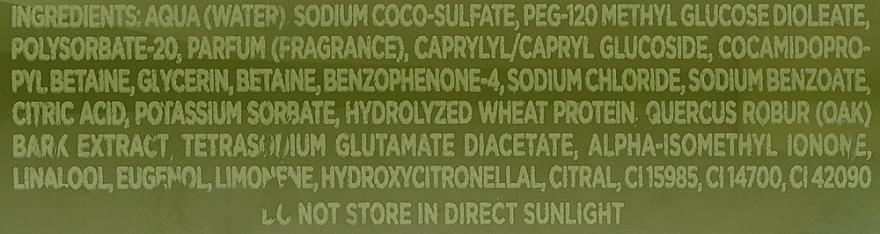 INGREDIENTS: AQUA (WATER), SODIUM COCO-SULFATE, PEG-120 METHYL GLUCOSE DIOLEATE,
POLYSORBATE-20, PARFUM (FRAGRANCE), CAPRYLYL/CAPRYL GLUCOSIDE, COCAMIDOPRO-
PYL BETAINE, GLYCERIN, BETAINE, BENZOPHENONE-4, SODIUM CHLORIDE, SODIUM BENZOATE,
CITRIC ACID, POTASSIUM SORBATE, HYDROLYZED WHEAT PROTEIN, QUERCUS ROBUR (OAK)
BARK EXTRACT, TETRASODIUM GLUTAMATE DIACETATE, ALPHA-ISOMETHYL IONONE,
LINALOOL, EUGENOL, LIMONENE, HYDROXYCITRONELLAL, CITRAL, CI 15985, CI 14700, CI 42090
DO NOT STORE IN DIRECT SUNLIGHT